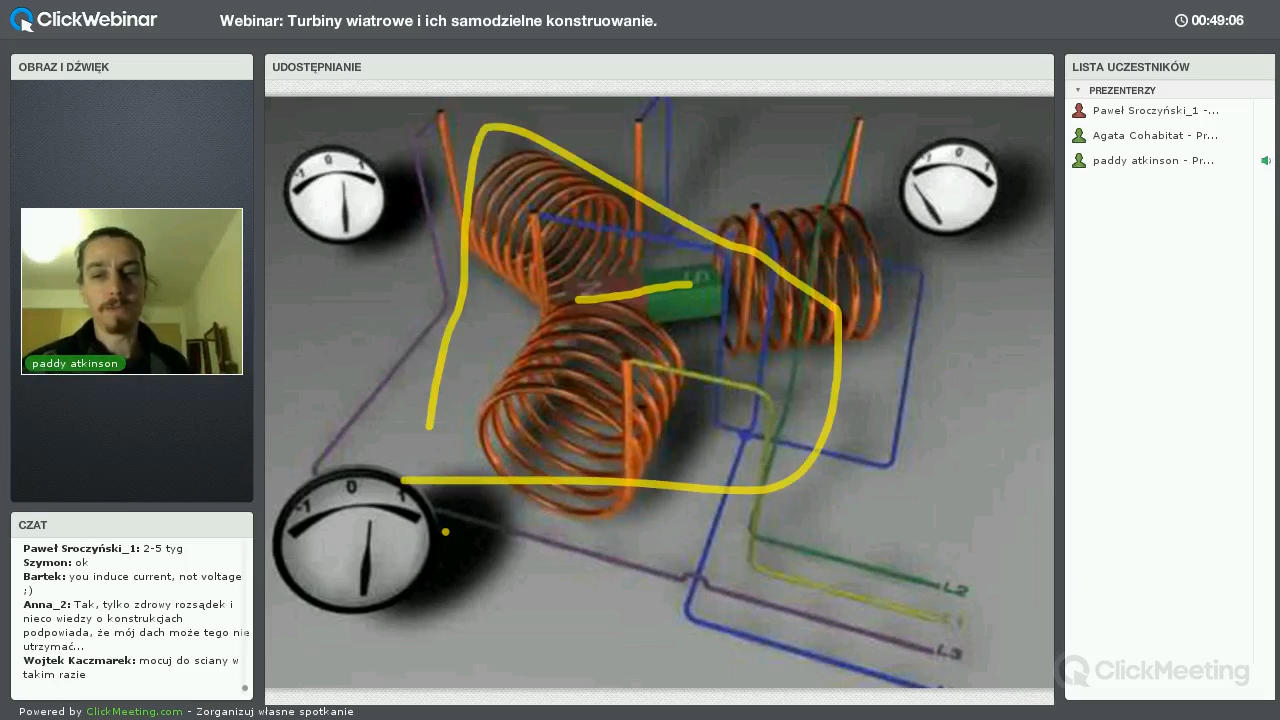 ClickWebinar
Webinar: Turbiny wiatrowe i ich samodzielne konstruowanie.
00:49:06
OBRAZ I DŹWIĘK
UDOSTĘPNIANIE
LISTA UCZESTNIKÓW
PREZENTERZY
Paweł Sroczyński_1 -...
Agata Cohabitat - Pr...
paddy atkinson - Pr...
paddy atkinson
-1 0 1
-1 0 1
N S
-1 0 1
L2
L3
CZAT
Paweł Sroczyński_1: 2-5 tyg
Szymon: ok
Bartek: you induce current, not voltage
;)
Anna_2: Tak, tylko zdrowy rozsądek i
nieco wiedzy o konstrukcjach
podpowiada, że mój dach może tego nie
utrzymać...
Wojtek Kaczmarek: mocuj do sciany w
takim razie
ClickMeeting
Powered by ClickMeeting.com - Zorganizuj własne spotkanie